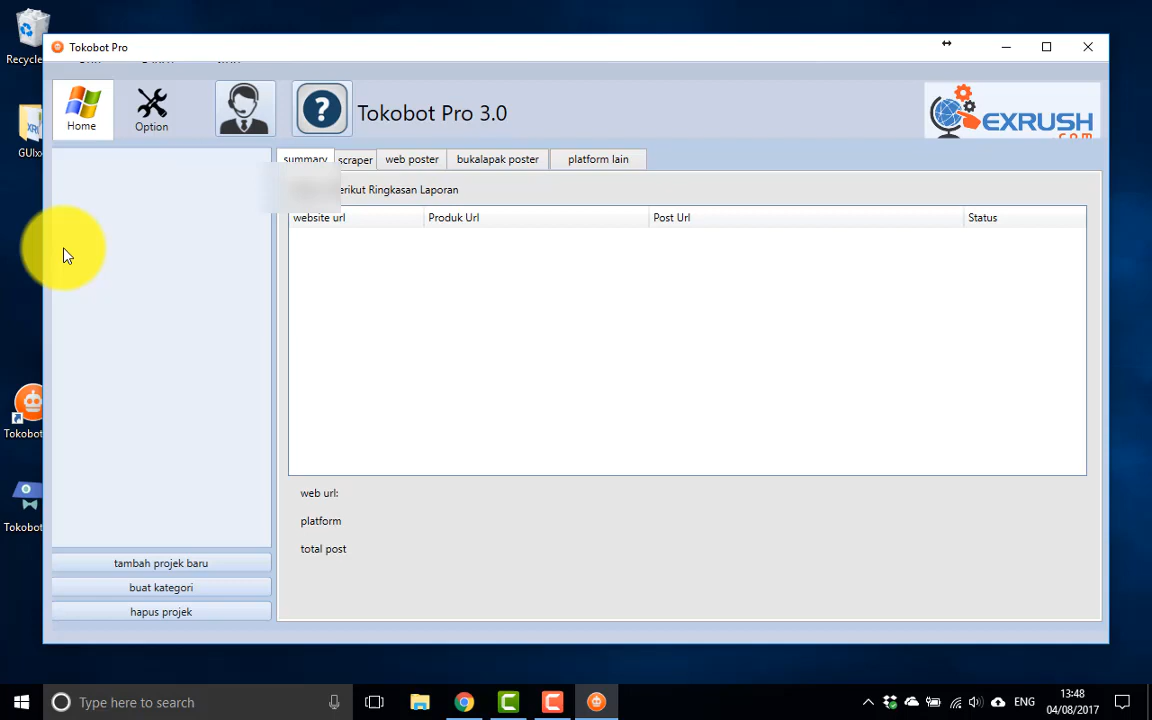 Recycle
Tokobot Pro
Home
Option
Tokobot Pro 3.0
EXRUSH
.com
GUIxo
summary
scraper
web poster
bukalapak poster
platform lain
erikut Ringkasan Laporan
website url
Produk Url
Post Url
Status
Tokobot
Tokobot
web url:
platform
total post
tambah projek baru
buat kategori
hapus projek
Type here to search
ENG
13:48
04/08/2017